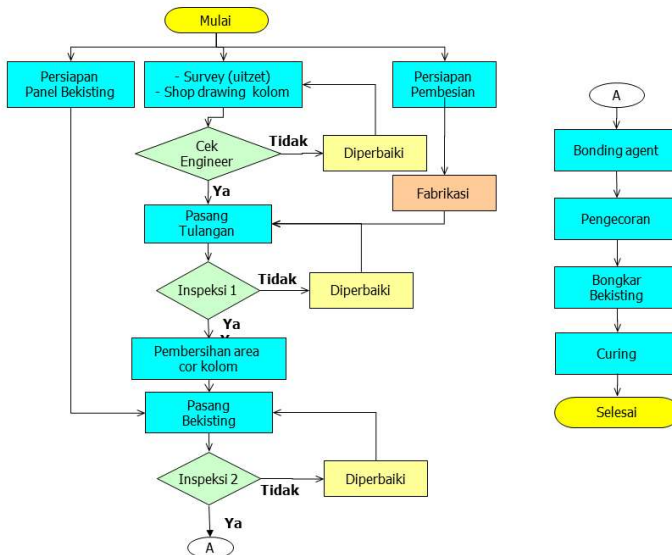 Mulai
Persiapan
Panel Bekisting
- Survey (uitzet)
- Shop drawing kolom
Persiapan
Pembesian
Cek
Engineer
Tidak
Diperbaiki
Ya
Fabrikasi
Pasang
Tulangan
Inspeksi 1
Tidak
Diperbaiki
Ya
Pembersihan area
cor kolom
Pasang
Bekisting
Inspeksi 2
Tidak
Diperbaiki
Ya
A
A
Bonding agent
Pengecoran
Bongkar
Bekisting
Curing
Selesai